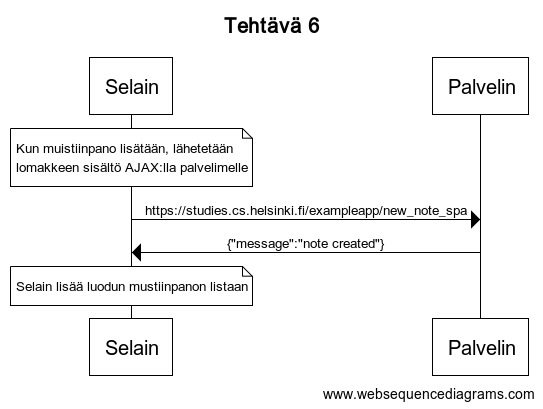 Tehtävä 6
Selain
Palvelin
Kun muistiinpano lisätään, lähetetään
lomakkeen sisältö AJAX:lla palvelimelle
https://studies.cs.helsinki.fi/exampleapp/new_note_spa
{"message":"note created"}
Selain lisää luodun mustiinpanon listaan
Selain
Palvelin
www.websequencediagrams.com